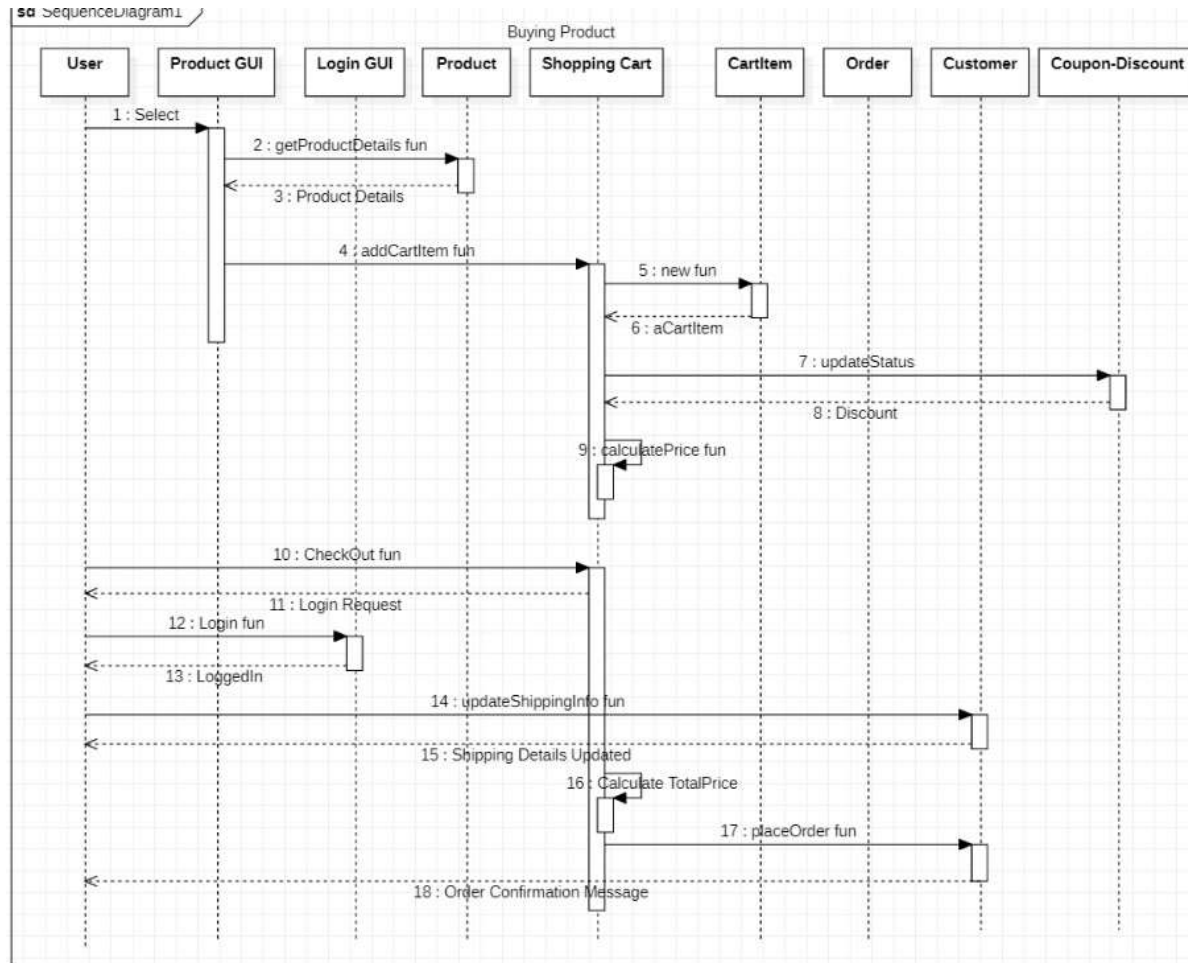 sd SequenceDiagram1
Buying Product
User
Product GUI
Login GUI
Product
Shopping Cart
CartItem
Order
Customer
Coupon-Discount
1 : Select
2 : getProductDetails fun
3 : Product Details
4 : addCartItem fun
5 : new fun
6 : aCartItem
7 : updateStatus
8 : Discount
9 : calculatePrice fun
10 : CheckOut fun
11 : Login Request
12 : Login fun
13 : LoggedIn
14 : updateShippingInfo fun
15 : Shipping Details Updated
16 : Calculate TotalPrice
17 : placeOrder fun
18 : Order Confirmation Message